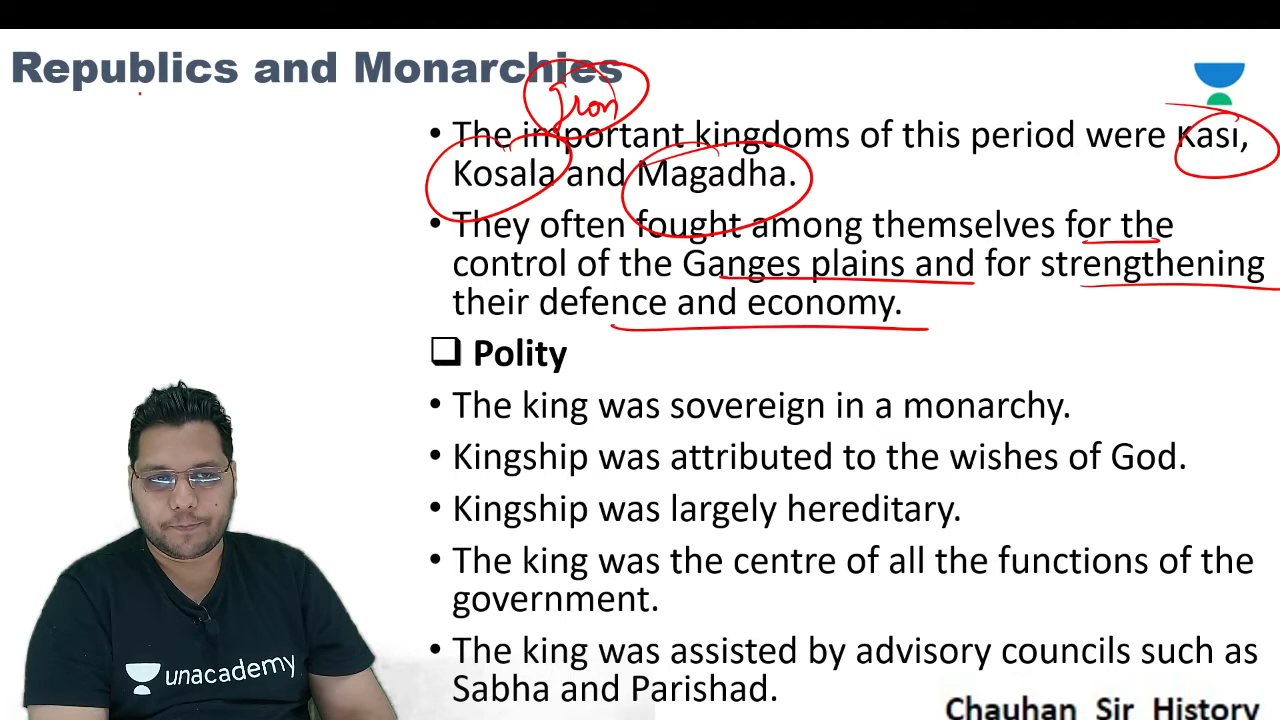 Republics and Monarchies
Iron
• The important kingdoms of this period were Kasi,
Kosala and Magadha.
• They often fought among themselves for the
control of the Ganges plains and for strengthening
their defence and economy.
❑ Polity
• The king was sovereign in a monarchy.
• Kingship was attributed to the wishes of God.
• Kingship was largely hereditary.
• The king was the centre of all the functions of the
government.
• The king was assisted by advisory councils such as
Sabha and Parishad.
unacademy
Chauhan Sir History